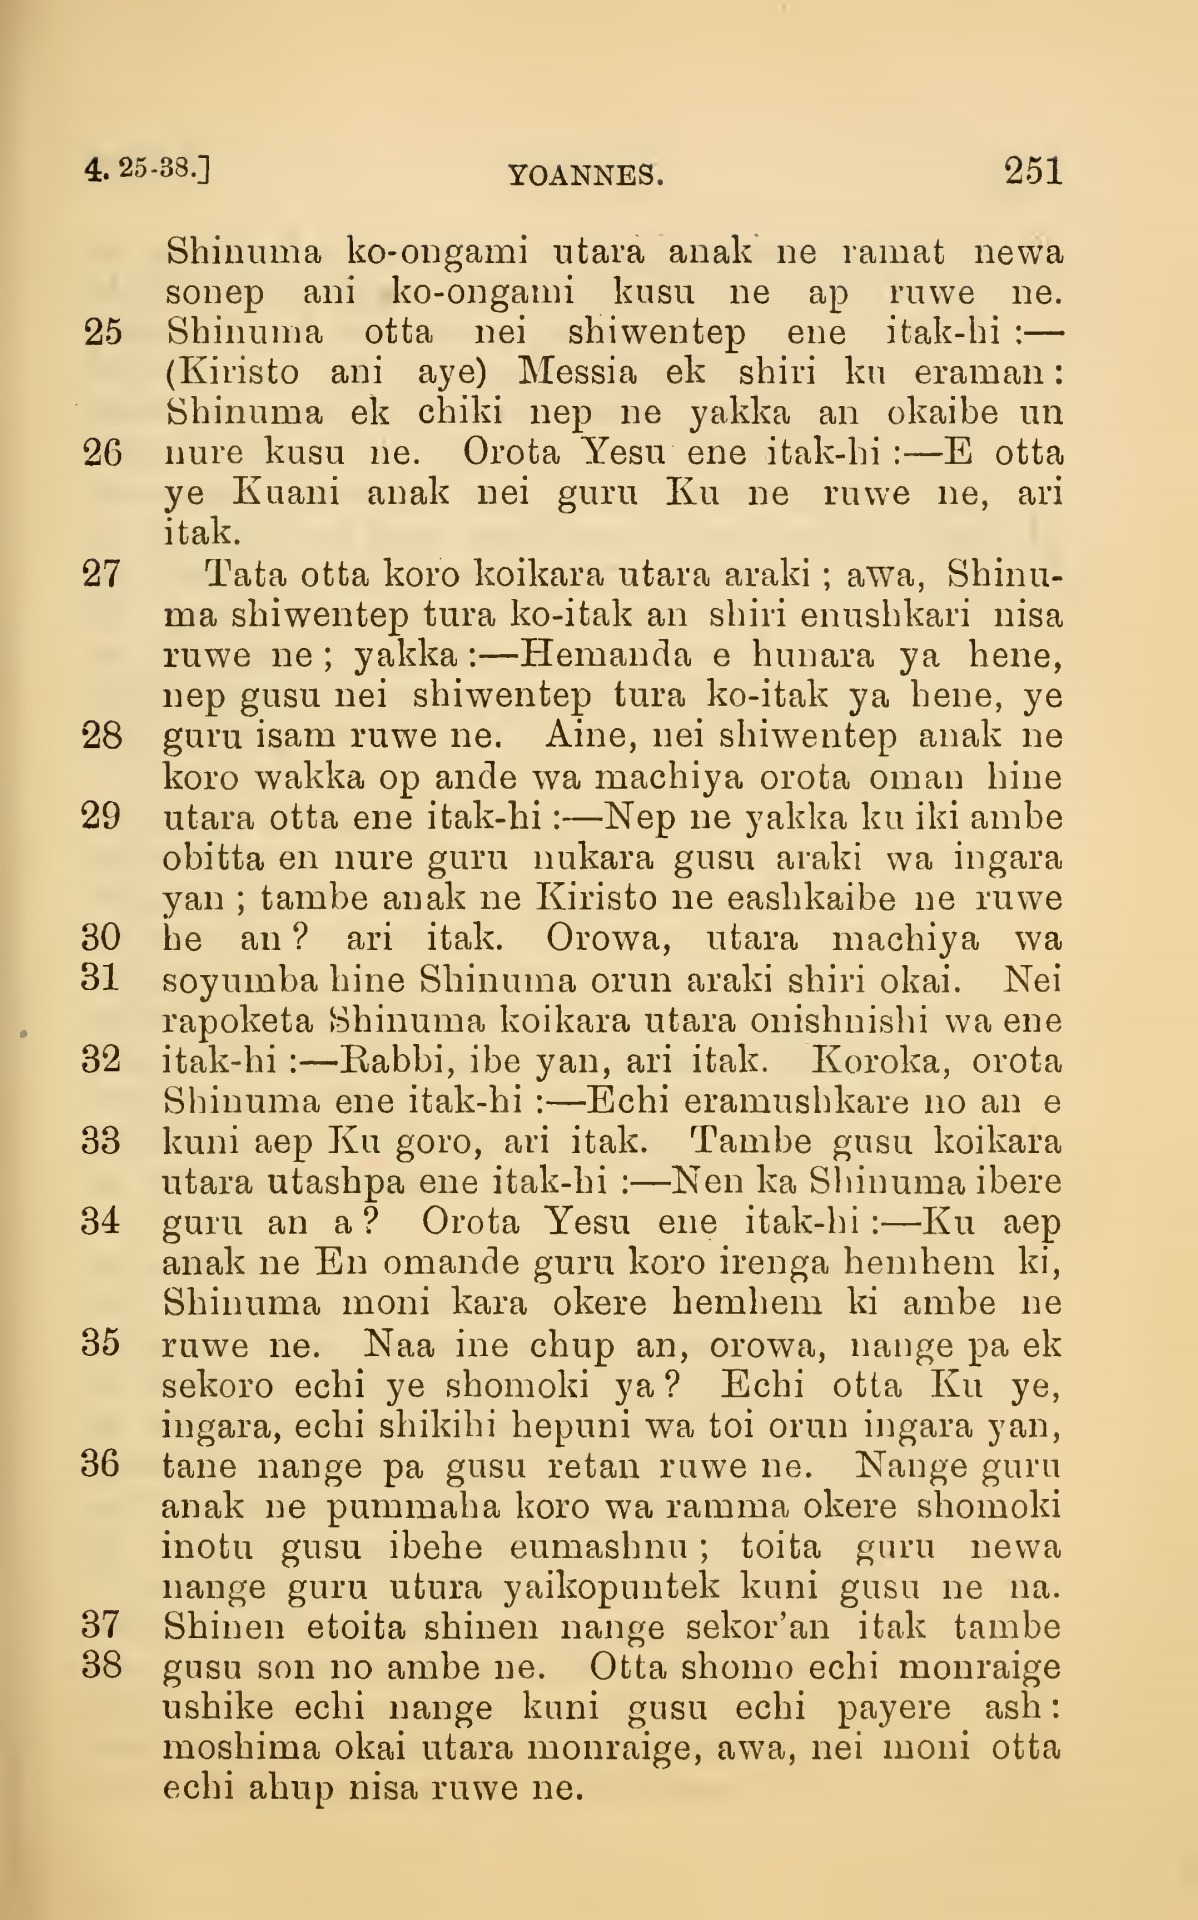 4. 25-38.] YOANNES. 251
Shinuma ko-ongami utara anak ne ramat newa
sonep ani ko-ongami kusu ne ap ruwe ne.
25 Shinuma otta nei shiwentep ene itak-hi :—
(Kiristo ani aye) Messia ek shiri ku eraman:
Shinuma ek chiki nep ne yakka an okaibe un
26 nure kusu ne. Orota Yesu ene itak-hi :—E otta
ye Kuani anak nei guru Ku ne ruwe ne, ari
itak.
27 Tata otta koro koikara utara araki ; awa, Shinu-
ma shiwentep tura ko-itak an shiri enushkari nisa
ruwe ne ; yakka :—Hemanda e hunara ya hene,
nep gusu nei shiwentep tura ko-itak ya hene, ye
28 guru isam ruwe ne. Aine, nei shiwentep anak ne
koro wakka op ande wa machiya orota oman hine
29 utara otta ene itak-hi :—Nep ne yakka ku iki ambe
obitta en nure guru nukara gusu araki wa ingara
yan ; tambe anak ne Kiristo ne eashkaibe ne ruwe
30 he an? ari itak. Orowa, utara machiya wa
31 soyumba hine Shinuma orun araki shiri okai. Nei
rapoketa Shinuma koikara utara onishnishi wa ene
32 itak-hi :—Rabbi, ibe yan, ari itak. Koroka, orota
Shinuma ene itak-hi :—Echi eramushkare no an e
33 kuni aep Ku goro, ari itak. Tambe gusu koikara
utara utashpa ene itak-hi :—Nen ka Shinuma ibere
34 guru an a? Orota Yesu ene itak-hi :—Ku aep
anak ne En omande guru koro irenga hemhem ki,
Shinuma moni kara okere hemhem ki ambe ne
35 ruwe ne. Naa ine chup an, orowa, nange pa ek
sekoro echi ye shomoki ya? Echi otta Ku ye,
ingara, echi shikihi hepuni wa toi orun ingara yan,
36 tane nange pa gusu retan ruwe ne. Nange guru
anak ne pummaha koro wa ramma okere shomoki
inotu gusu ibehe eumashnu ; toita guru newa
nange guru utura yaikopuntek kuni gusu ne na.
37 Shinen etoita shinen nange sekor'an itak tambe
38 gusu son no ambe ne. Otta shomo echi monraige
ushike echi nange kuni gusu echi payere ash:
moshima okai utara monraige, awa, nei moni otta
echi ahup nisa ruwe ne.